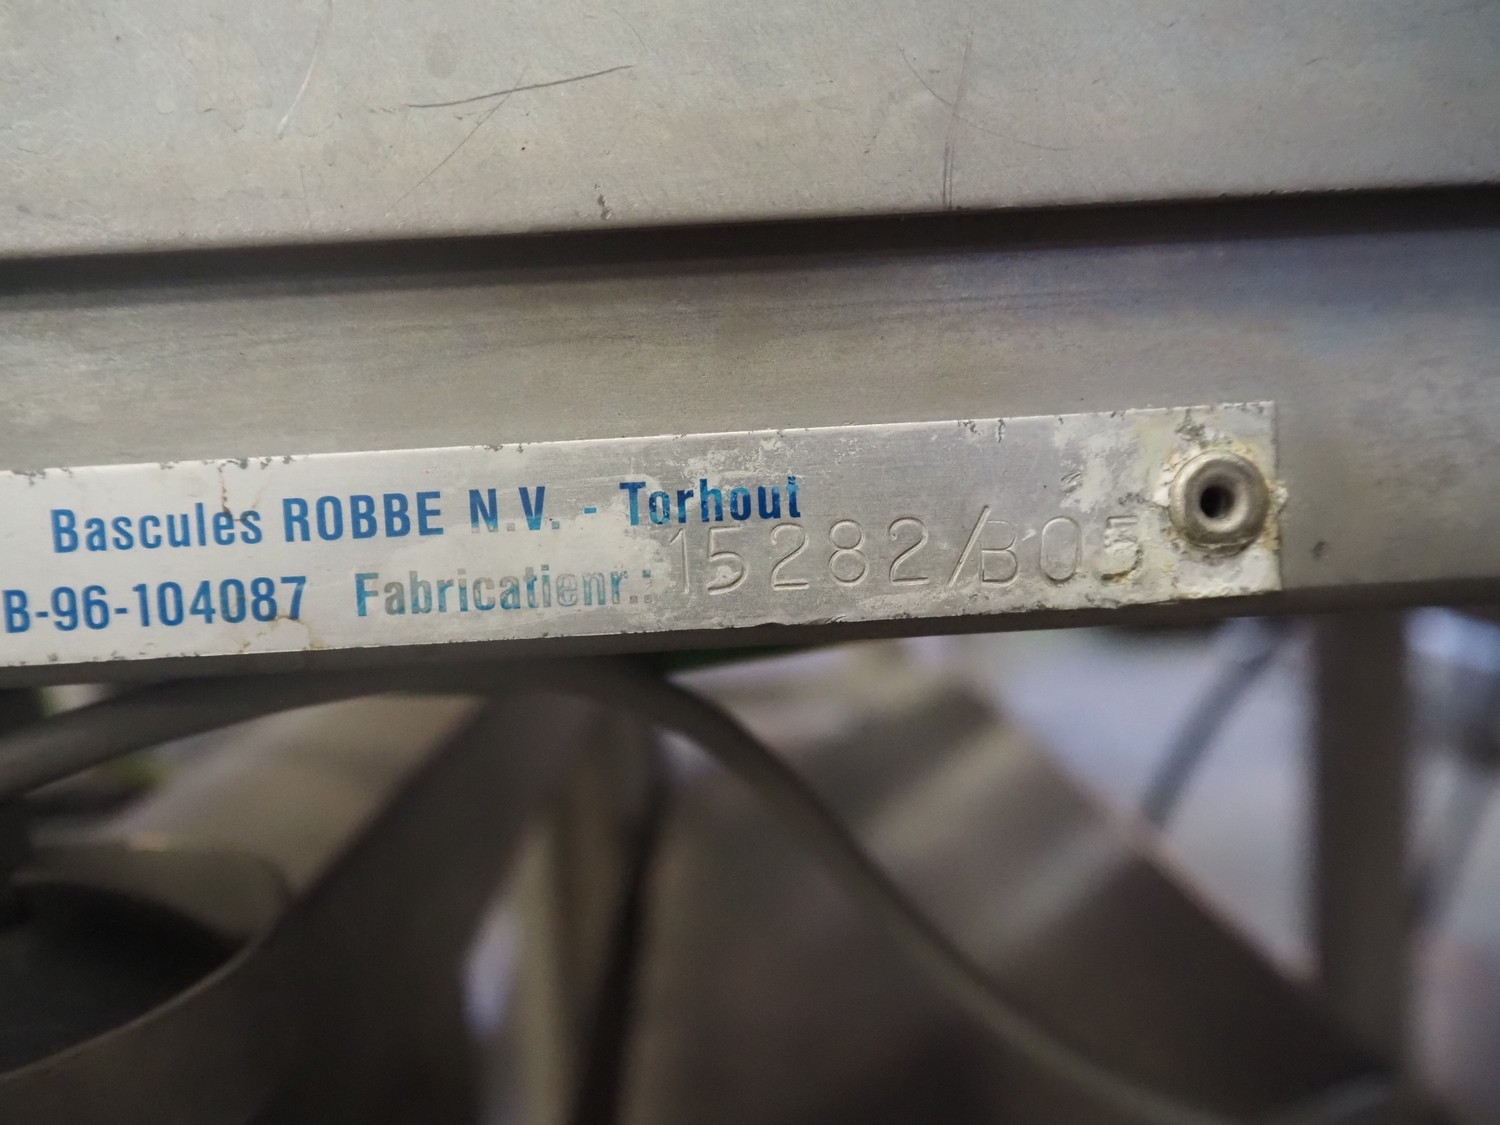 Bascules ROBBE N.V. - Torhout
B-96-104087 Fabricatienr.: 15282/B05